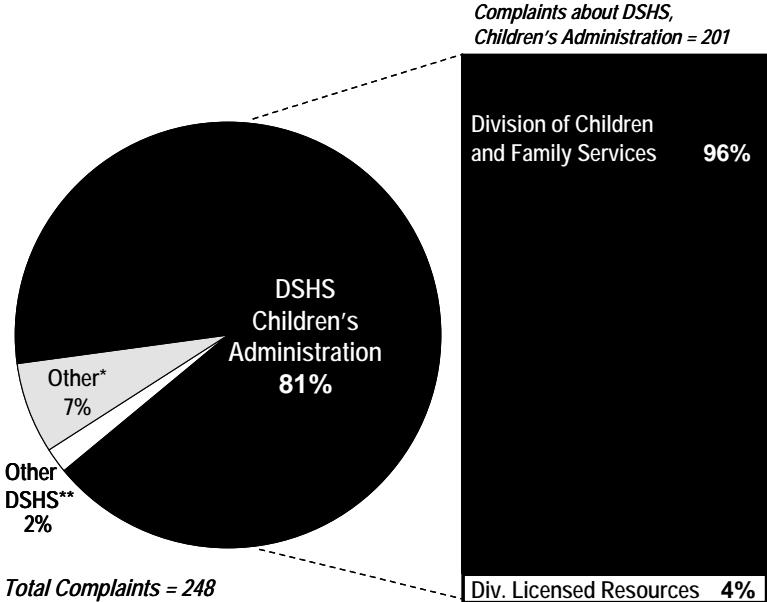 Complaints about DSHS,
Children's Administration = 201
Division of Children
and Family Services 96%
DSHS
Children's
Administration
81%
Other*
7%
Other
DSHS**
2%
Total Complaints = 248
Div. Licensed Resources 4%